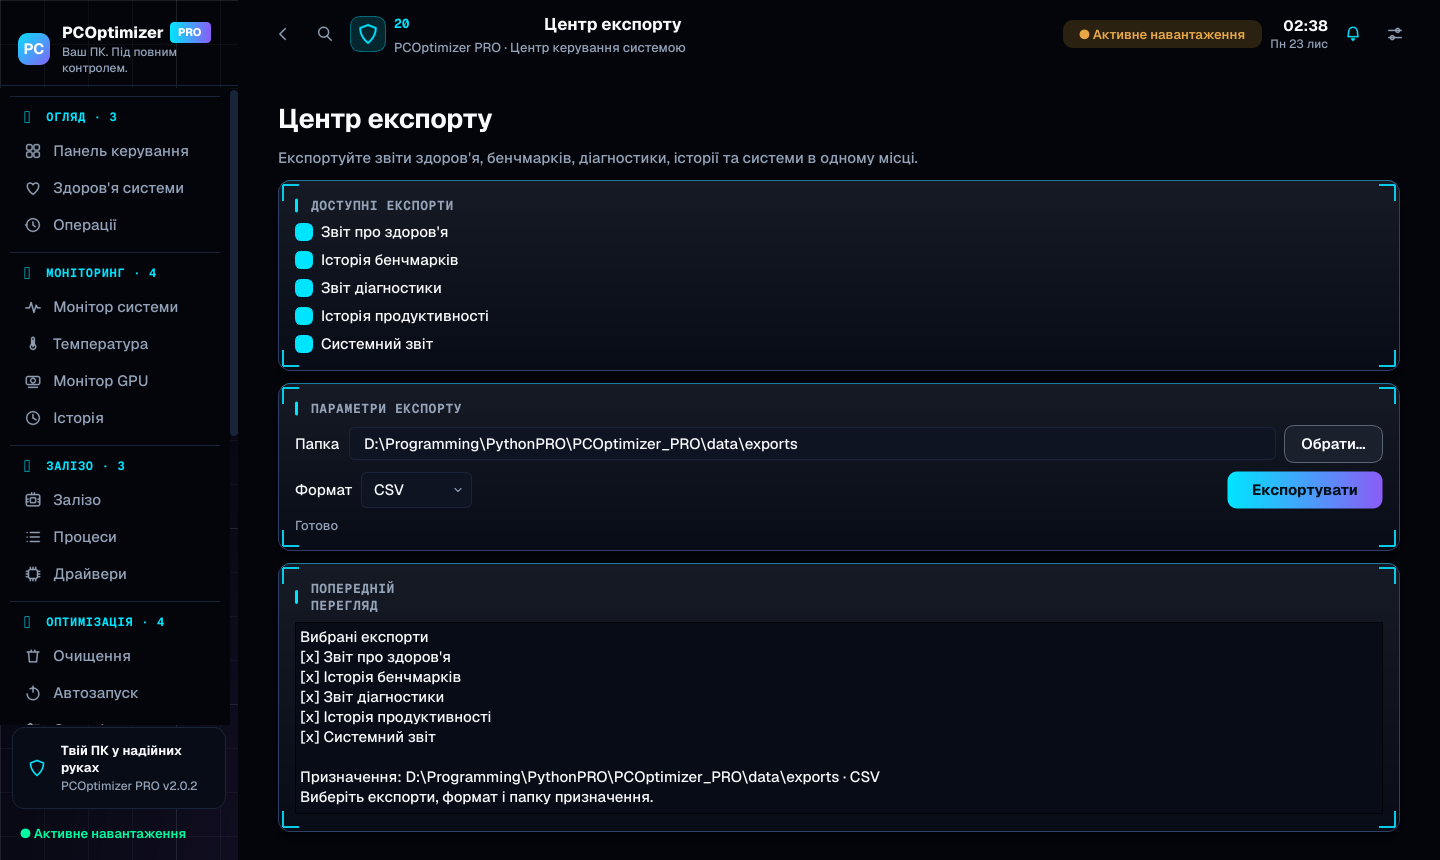 PC
PCOptimizer PRO
Ваш ПК. Під повним
контролем.
ОГЛЯД · 3
Панель керування
Здоров'я системи
Операції
МОНІТОРИНГ · 4
Монітор системи
Температура
Монітор GPU
Історія
ЗАЛІЗО · 3
Залізо
Процеси
Драйвери
ОПТИМІЗАЦІЯ · 4
Очищення
Автозапуск
Твій ПК у надійних
руках
PCOptimizer PRO v2.0.2
Активне навантаження
20
Центр експорту
PCOptimizer PRO · Центр керування системою
Активне навантаження
02:38
Пн 23 лис
Центр експорту
Експортуйте звіти здоров'я, бенчмарків, діагностики, історії та системи в одному місці.
ДОСТУПНІ ЕКСПОРТИ
Звіт про здоров'я
Історія бенчмарків
Звіт діагностики
Історія продуктивності
Системний звіт
ПАРАМЕТРИ ЕКСПОРТУ
Папка D:\Programming\PythonPRO\PCOptimizer_PRO\data\exports Обрати...
Формат CSV Експортувати
Готово
ПОПЕРЕДНІЙ
ПЕРЕГЛЯД
Вибрані експорти
[x] Звіт про здоров'я
[x] Історія бенчмарків
[x] Звіт діагностики
[x] Історія продуктивності
[x] Системний звіт
Призначення: D:\Programming\PythonPRO\PCOptimizer_PRO\data\exports · CSV
Виберіть експорти, формат і папку призначення.